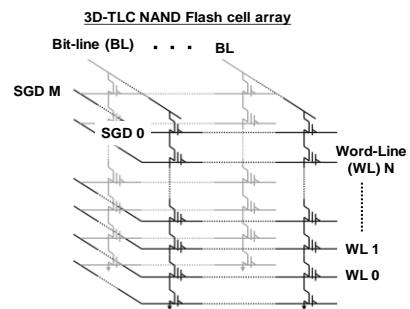 3D-TLC NAND Flash cell array
Bit-line (BL) · · · BL
SGD M
SGD 0
Word-Line
(WL) N
WL 1
WL 0